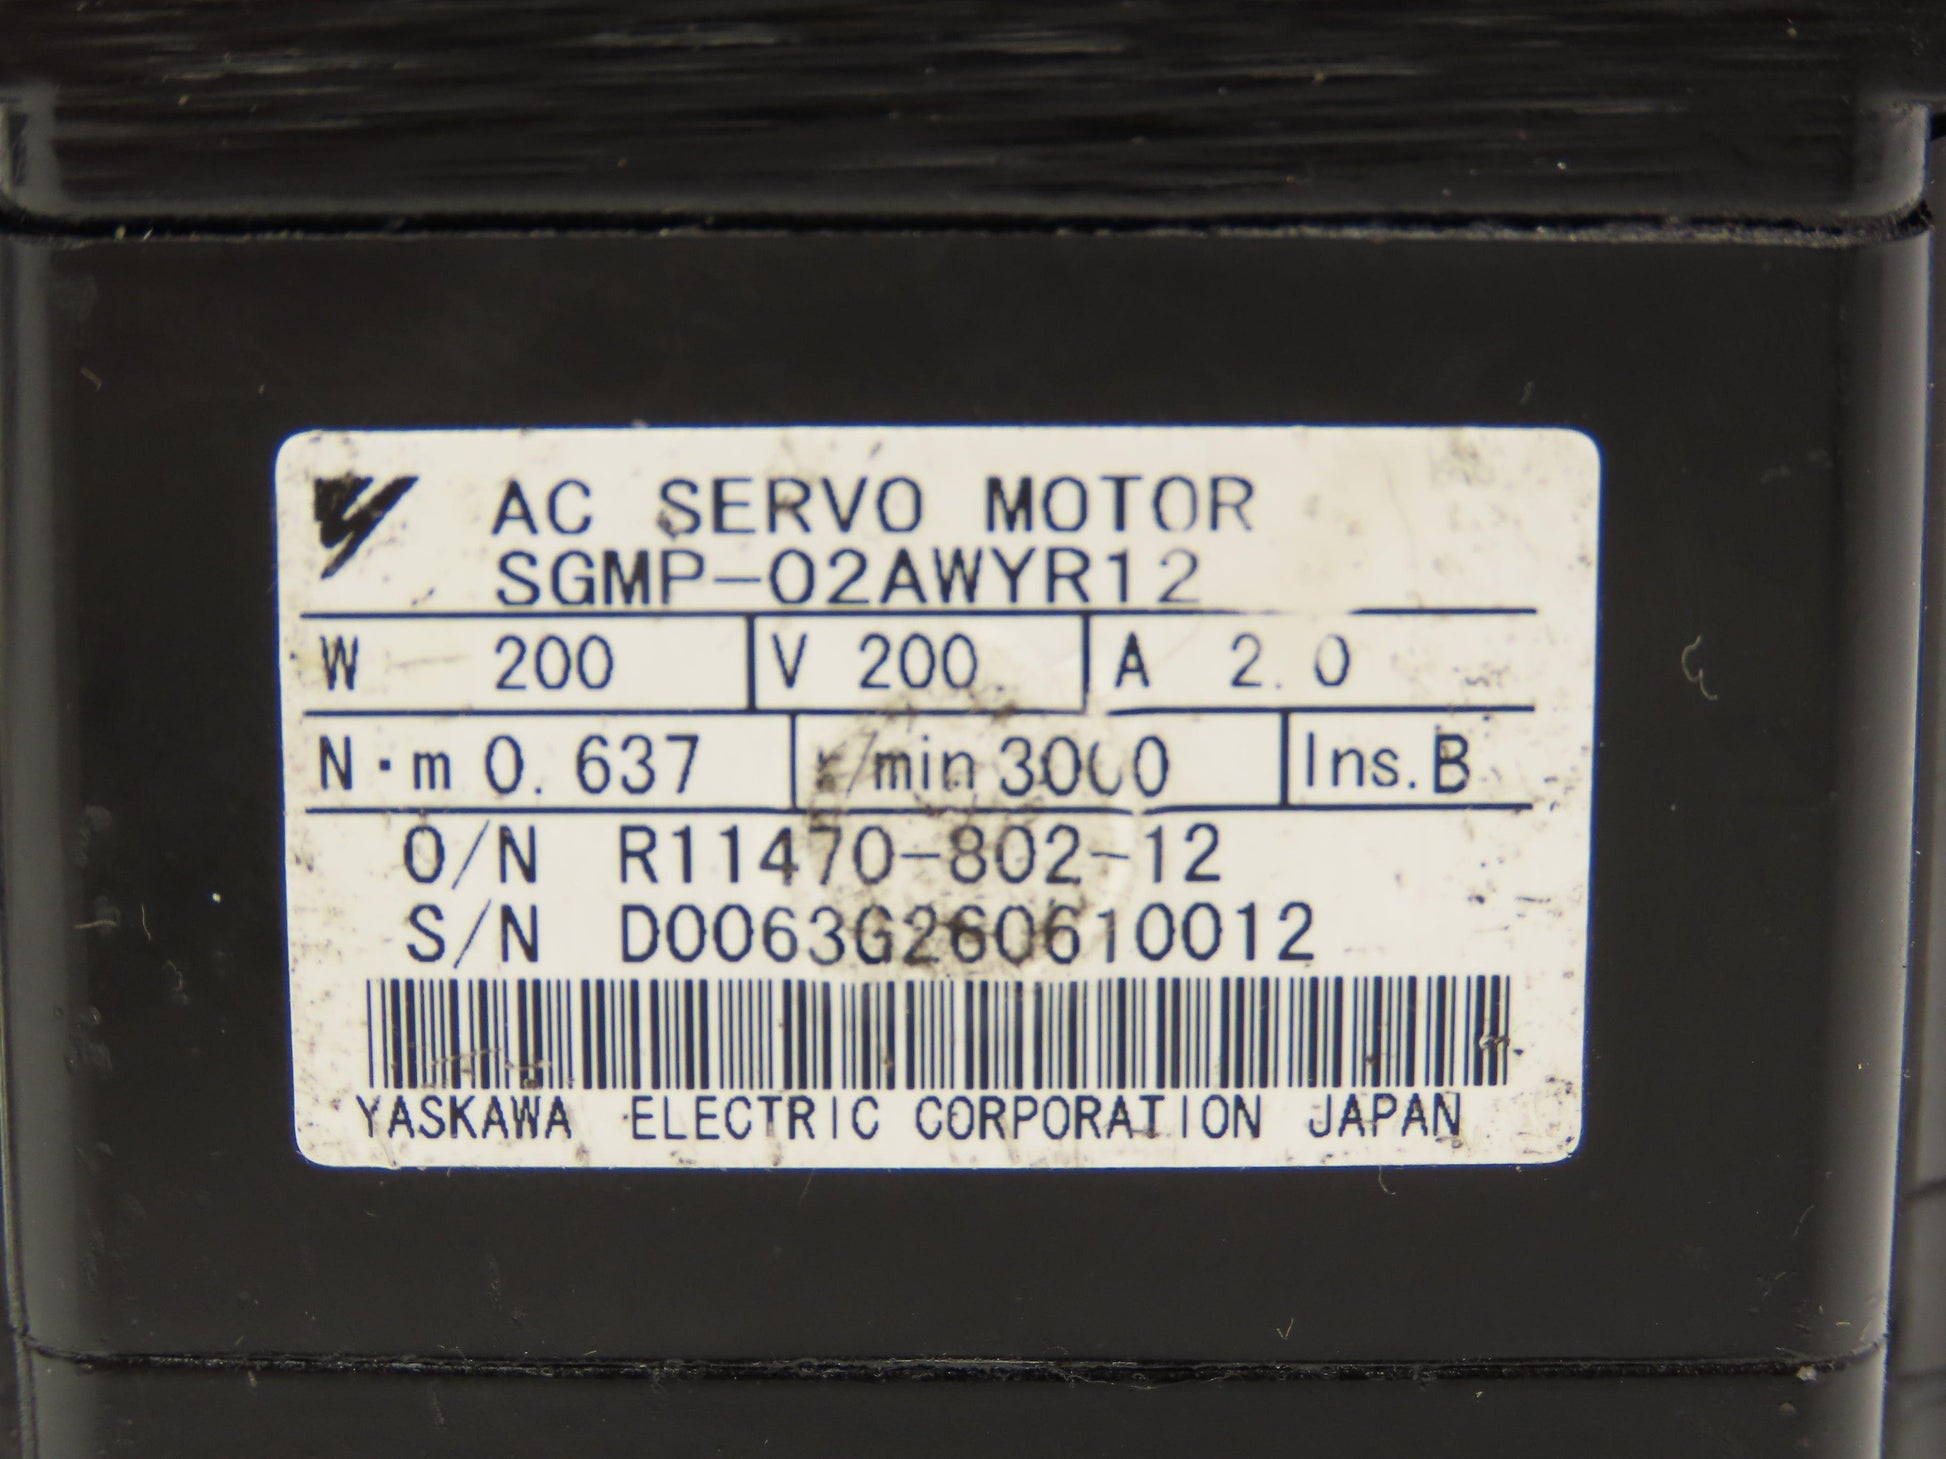 AC SERVO MOTOR
SGMP-02AWYR12
W 200 V 200 A 2.0
N·m 0.637 r/min 3000 Ins. B
O/N R11470-802-12
S/N D0063G260610012
YASKAWA ELECTRIC CORPORATION JAPAN